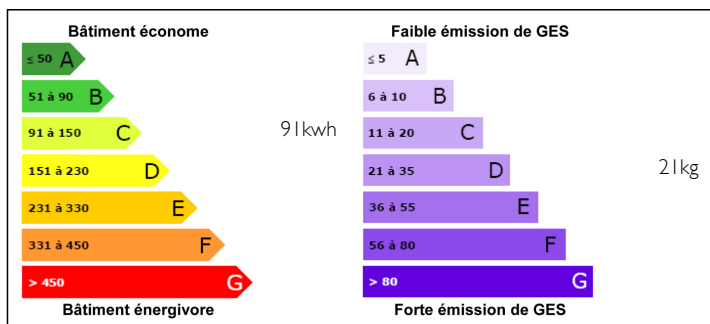 Bâtiment économe
≤ 50 A
51 à 90 B
91 à 150 C
91kwh
151 à 230 D
231 à 330 E
331 à 450 F
> 450 G
Bâtiment énergivore
Faible émission de GES
≤ 5 A
6 à 10 B
11 à 20 C
21 à 35 D
21kg
36 à 55 E
56 à 80 F
> 80 G
Forte émission de GES